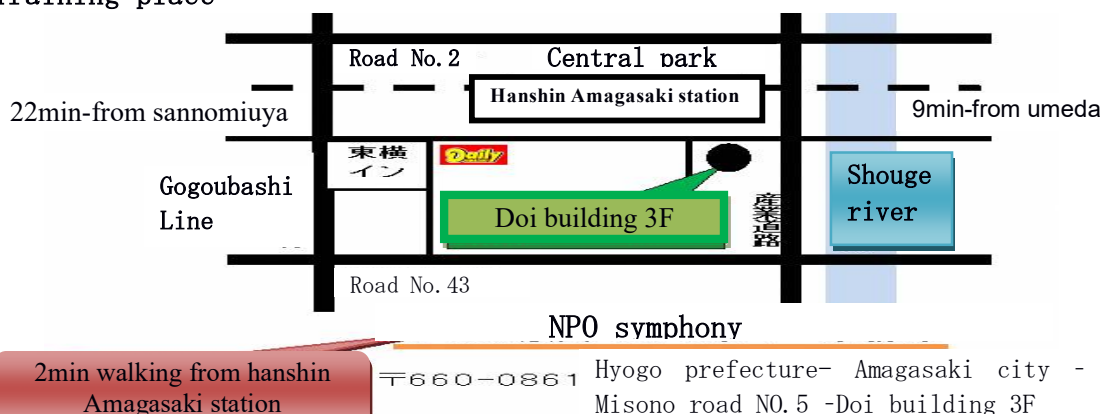 Training place
Road No.2
Central park
Hanshin Amagasaki station
22min-from sannomiuya
9min-from umeda
東横
イン
Daily
Gogoubashi
Line
Doi building 3F
産業道路
Shouge
river
Road No.43
NPO symphony
2min walking from hanshin
Amagasaki station
〒660-0861
Hyogo prefecture- Amagasaki city -
Misono road NO.5 -Doi building 3F